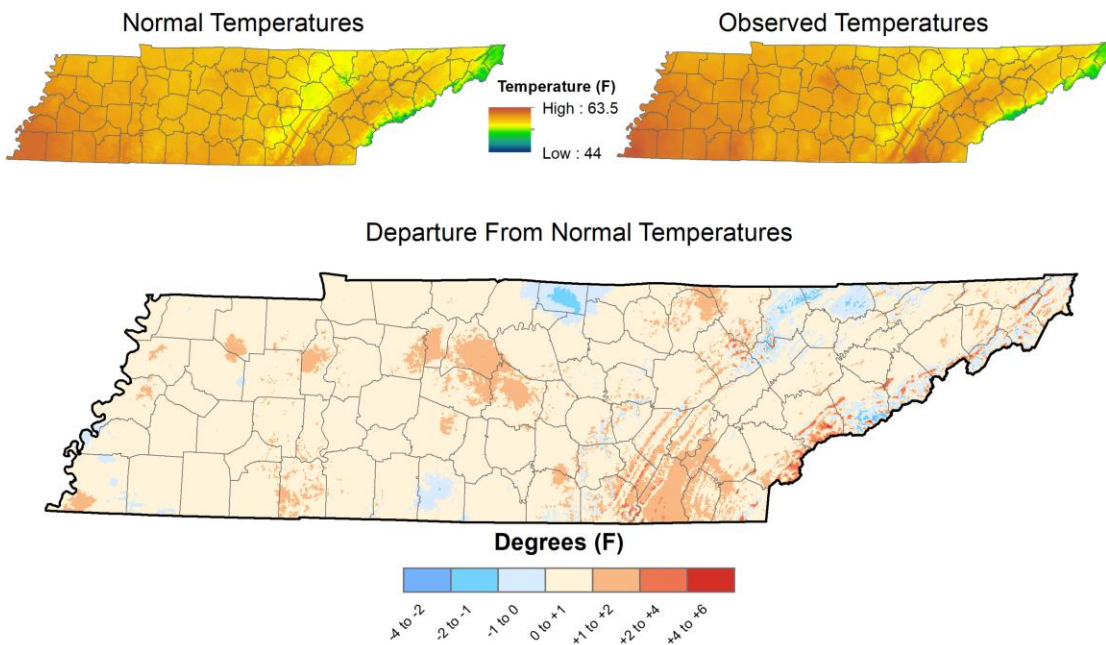 Normal Temperatures
Observed Temperatures
Temperature (F)
High : 63.5
Low : 44
Departure From Normal Temperatures
Degrees (F)
-4 to -2
-2 to -1
-1 to 0
0 to +1
+1 to +2
+2 to +4
+4 to +6